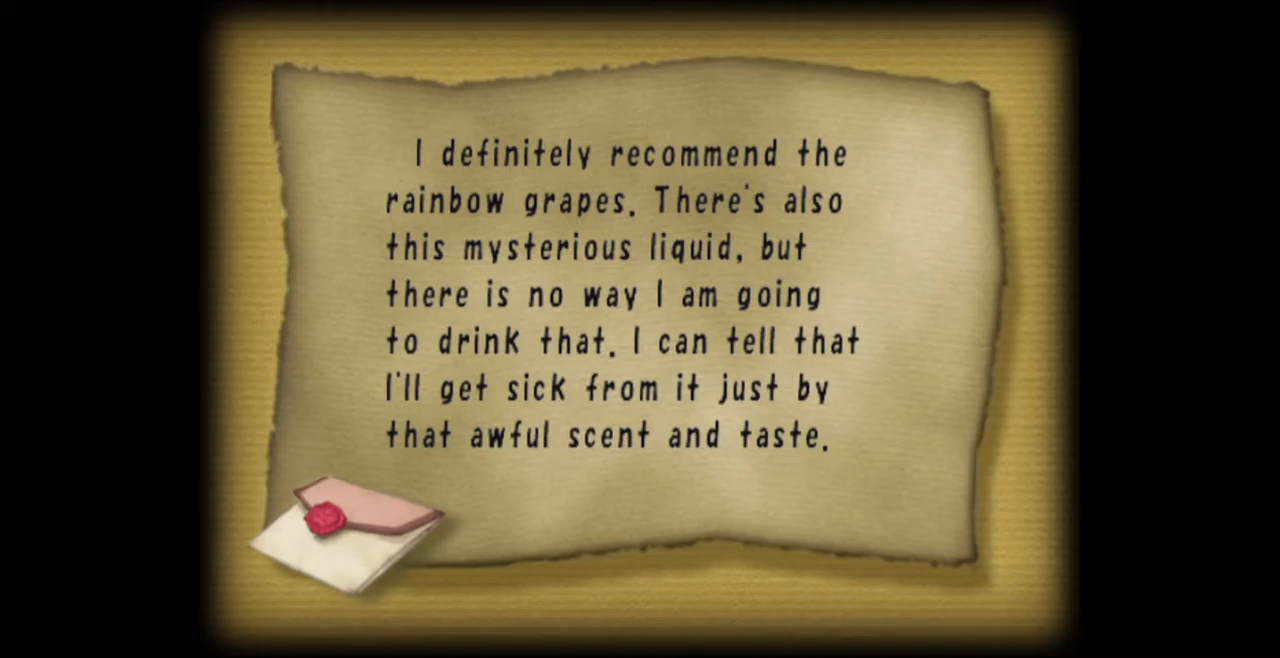 I definitely recommend the
rainbow grapes. There's also
this mysterious liquid, but
there is no way I am going
to drink that. I can tell that
I'll get sick from it just by
that awful scent and taste.